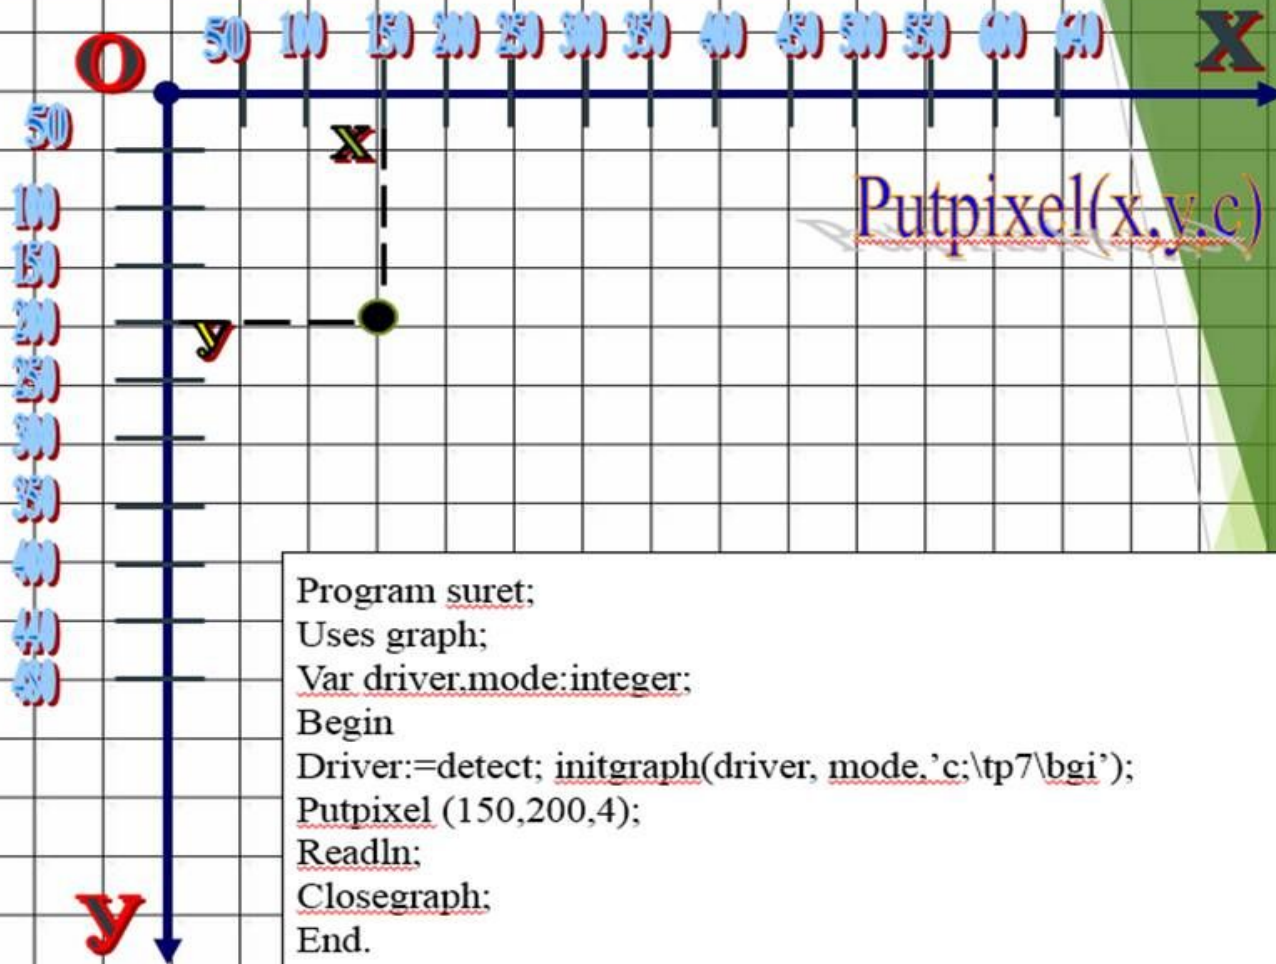 O 50 100 150 200 250 300 350 400 450 500 550 600 640 X
50
x
100
Putpixel(x,y,c)
150
200
y
250
300
350
400
440
480
Program suret;
Uses graph;
Var driver,mode:integer;
Begin
Driver:=detect; initgraph(driver, mode,’c;\tp7\bgi’);
Putpixel (150,200,4);
Readln;
Closegraph;
y
End.